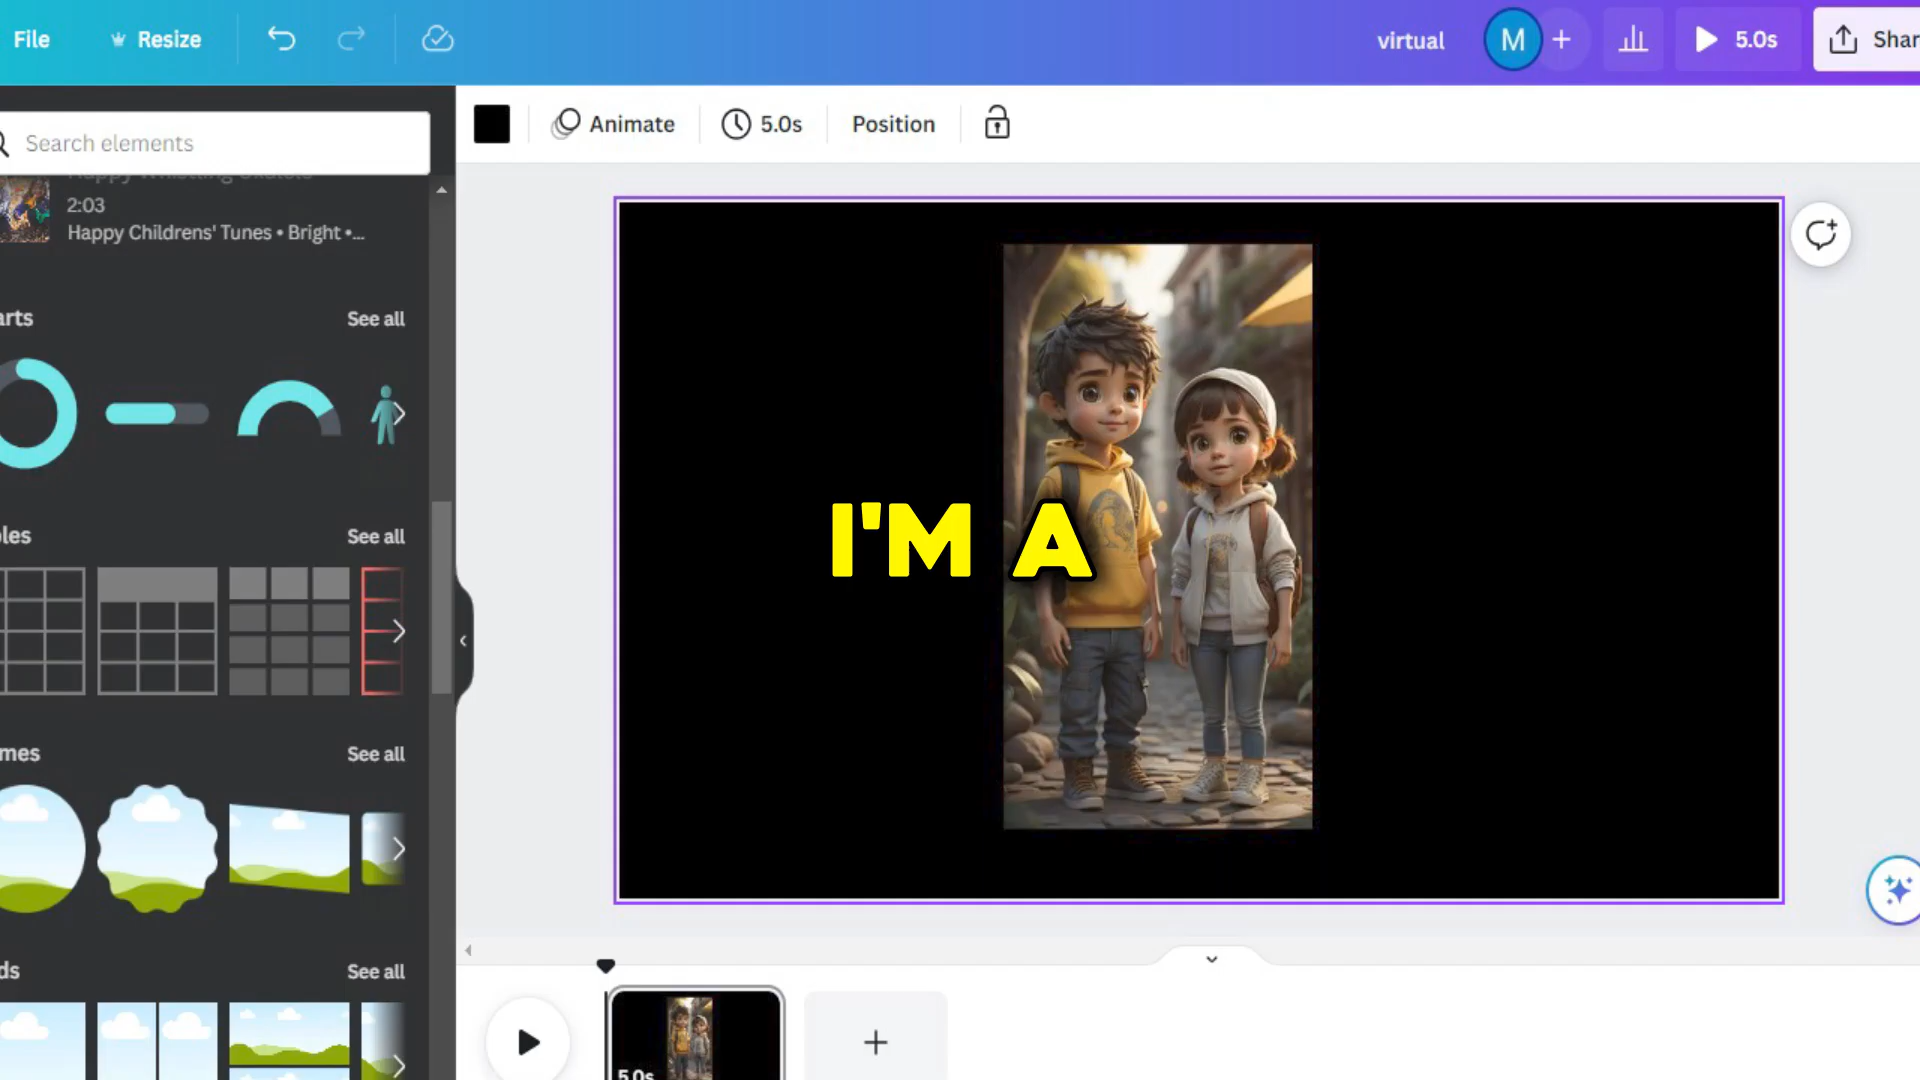 File
Resize
virtual
M
5.0s
Shar
Search elements
Animate
5.0s
Position
2:03
Happy Childrens' Tunes • Bright •...
arts
See all
I'M A
les
See all
mes
See all
ds
See all
5.0s